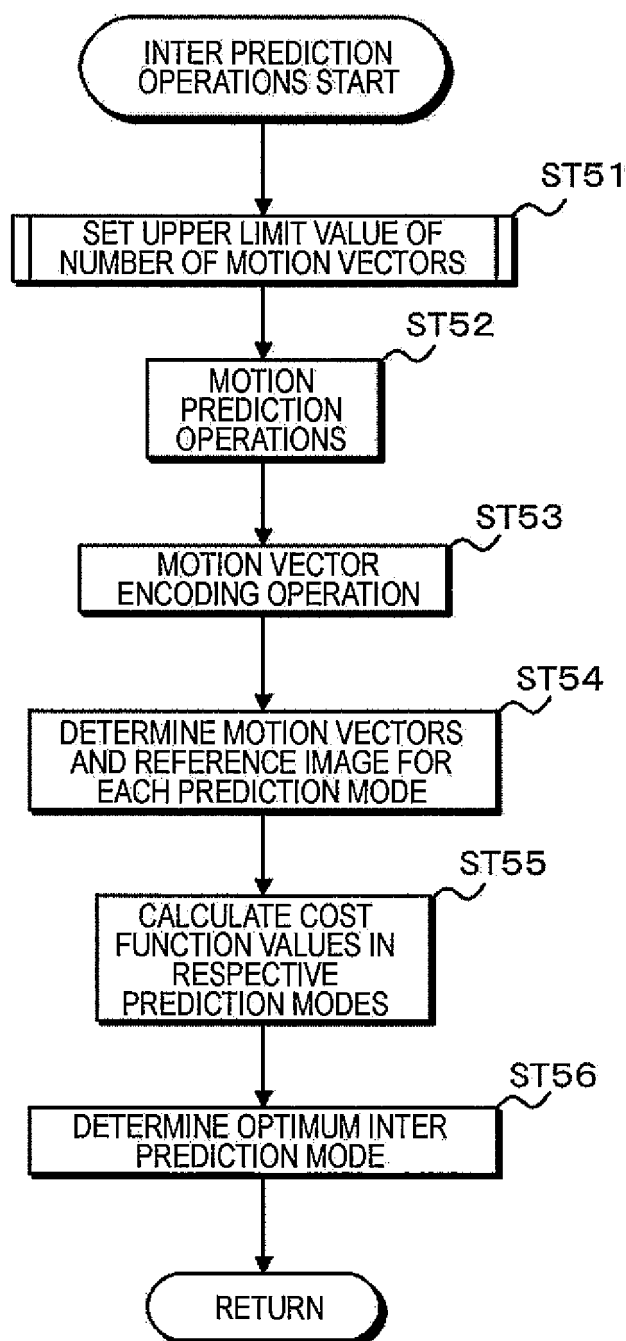 INTER PREDICTION
OPERATIONS START
ST51
SET UPPER LIMIT VALUE OF
NUMBER OF MOTION VECTORS
ST52
MOTION
PREDICTION
OPERATIONS
ST53
MOTION VECTOR
ENCODING OPERATION
ST54
DETERMINE MOTION VECTORS
AND REFERENCE IMAGE FOR
EACH PREDICTION MODE
ST55
CALCULATE COST
FUNCTION VALUES IN
RESPECTIVE
PREDICTION MODES
ST56
DETERMINE OPTIMUM INTER
PREDICTION MODE
RETURN